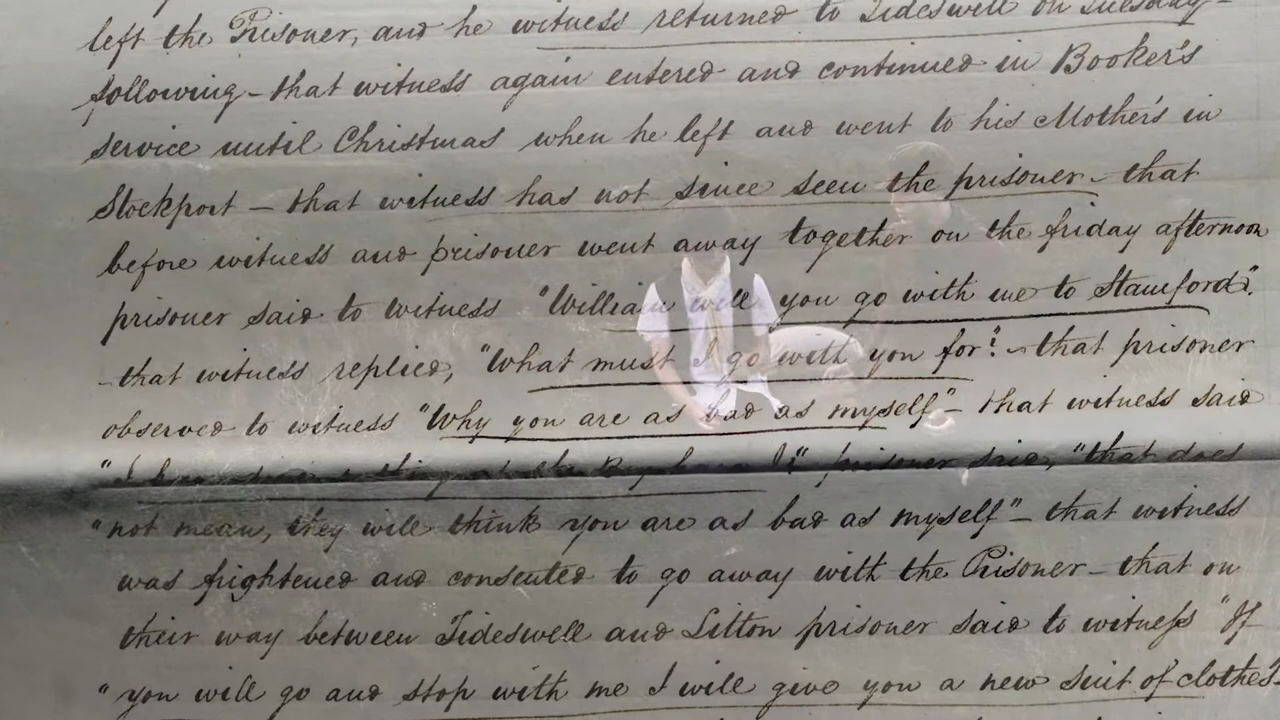 left the Prisoner, and he witness returned to Tideswell on Tuesday
following - that witness again entered and continued in Booker's
service until Christmas when he left and went to his Mother's in
Stockport - that witness has not since seen the prisoner - that
before witness and prisoner went away together on the friday afternoon
prisoner said to witness "William will you go with me to Stamford".
- that witness replied, "What must I go with you for? - that prisoner
observed to witness "Why you are as bad as myself" - that witness said
prisoner said, "that does
"not mean, they will think you are as bad as myself" - that witness
was frightened and consented to go away with the Prisoner - that on
their way between Tideswell and Litton prisoner said to witness "If
"you will go and stop with me I will give you a new suit of clothes